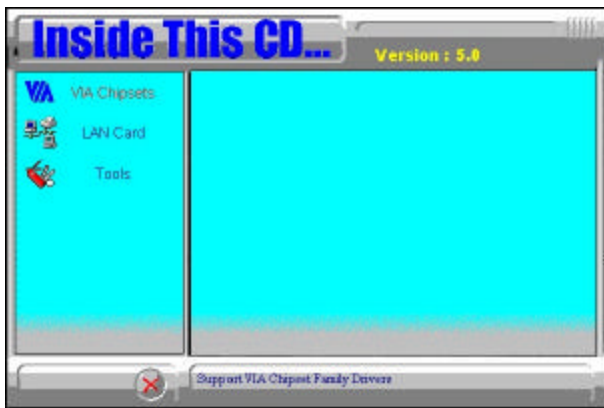 Inside This CD...
Version : 5.0
VIA VIA Chipsets
LAN Card
Tools
Support VIA Chipset Family Drivers